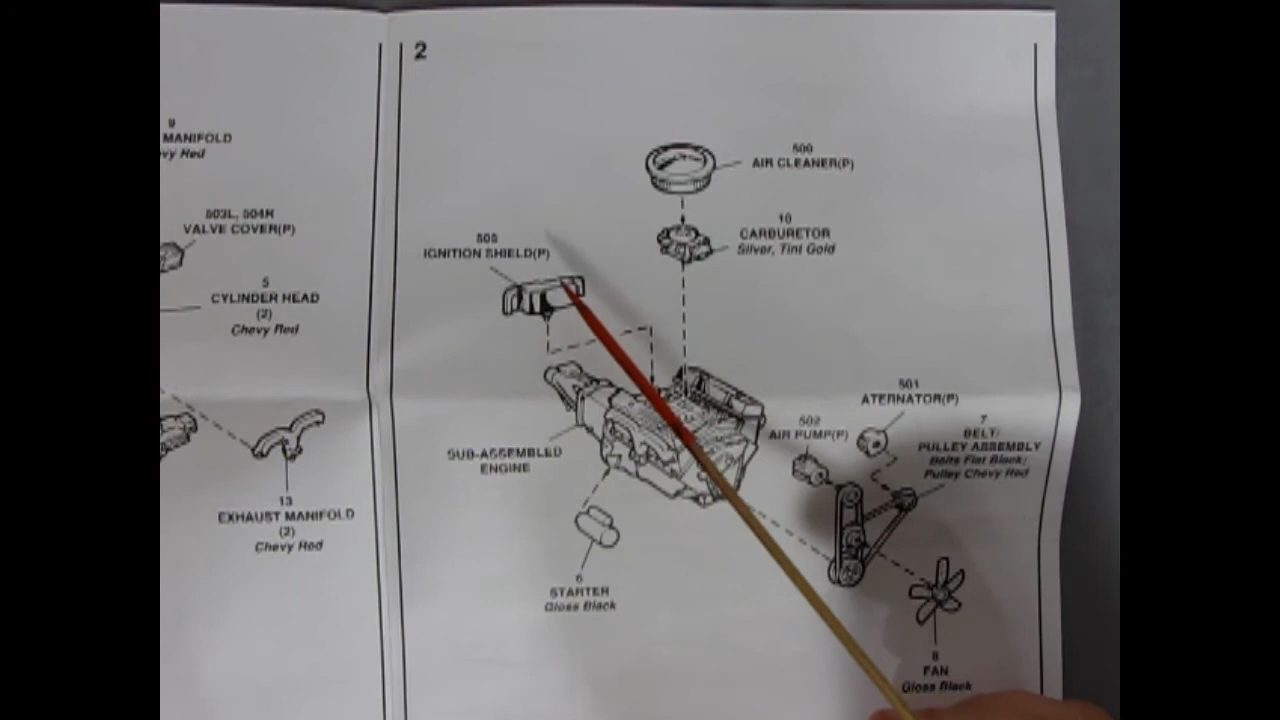 9
MANIFOLD
vy Red
503L, 504R
VALVE COVER(P)
5
CYLINDER HEAD
(2)
Chevy Red
13
EXHAUST MANIFOLD
(2)
Chevy Red
2
500
AIR CLEANER(P)
10
CARBURETOR
Silver, Tint Gold
505
IGNITION SHIELD(P)
SUB-ASSEMBLED
ENGINE
6
STARTER
Gloss Black
501
ATERNATOR(P)
502
AIR PUMP(P)
7
BELT/
PULLEY ASSEMBLY
Belts Flat Black;
Pulley Chevy Red
8
FAN
Gloss Black